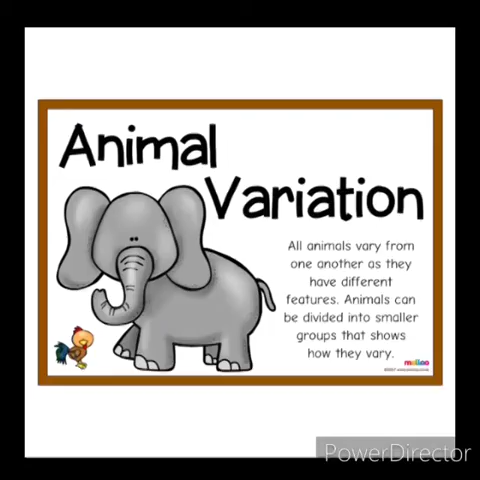 Animal
Variation
All animals vary from
one another as they
have different
features. Animals can
be divided into smaller
groups that shows
how they vary.
PowerDirector